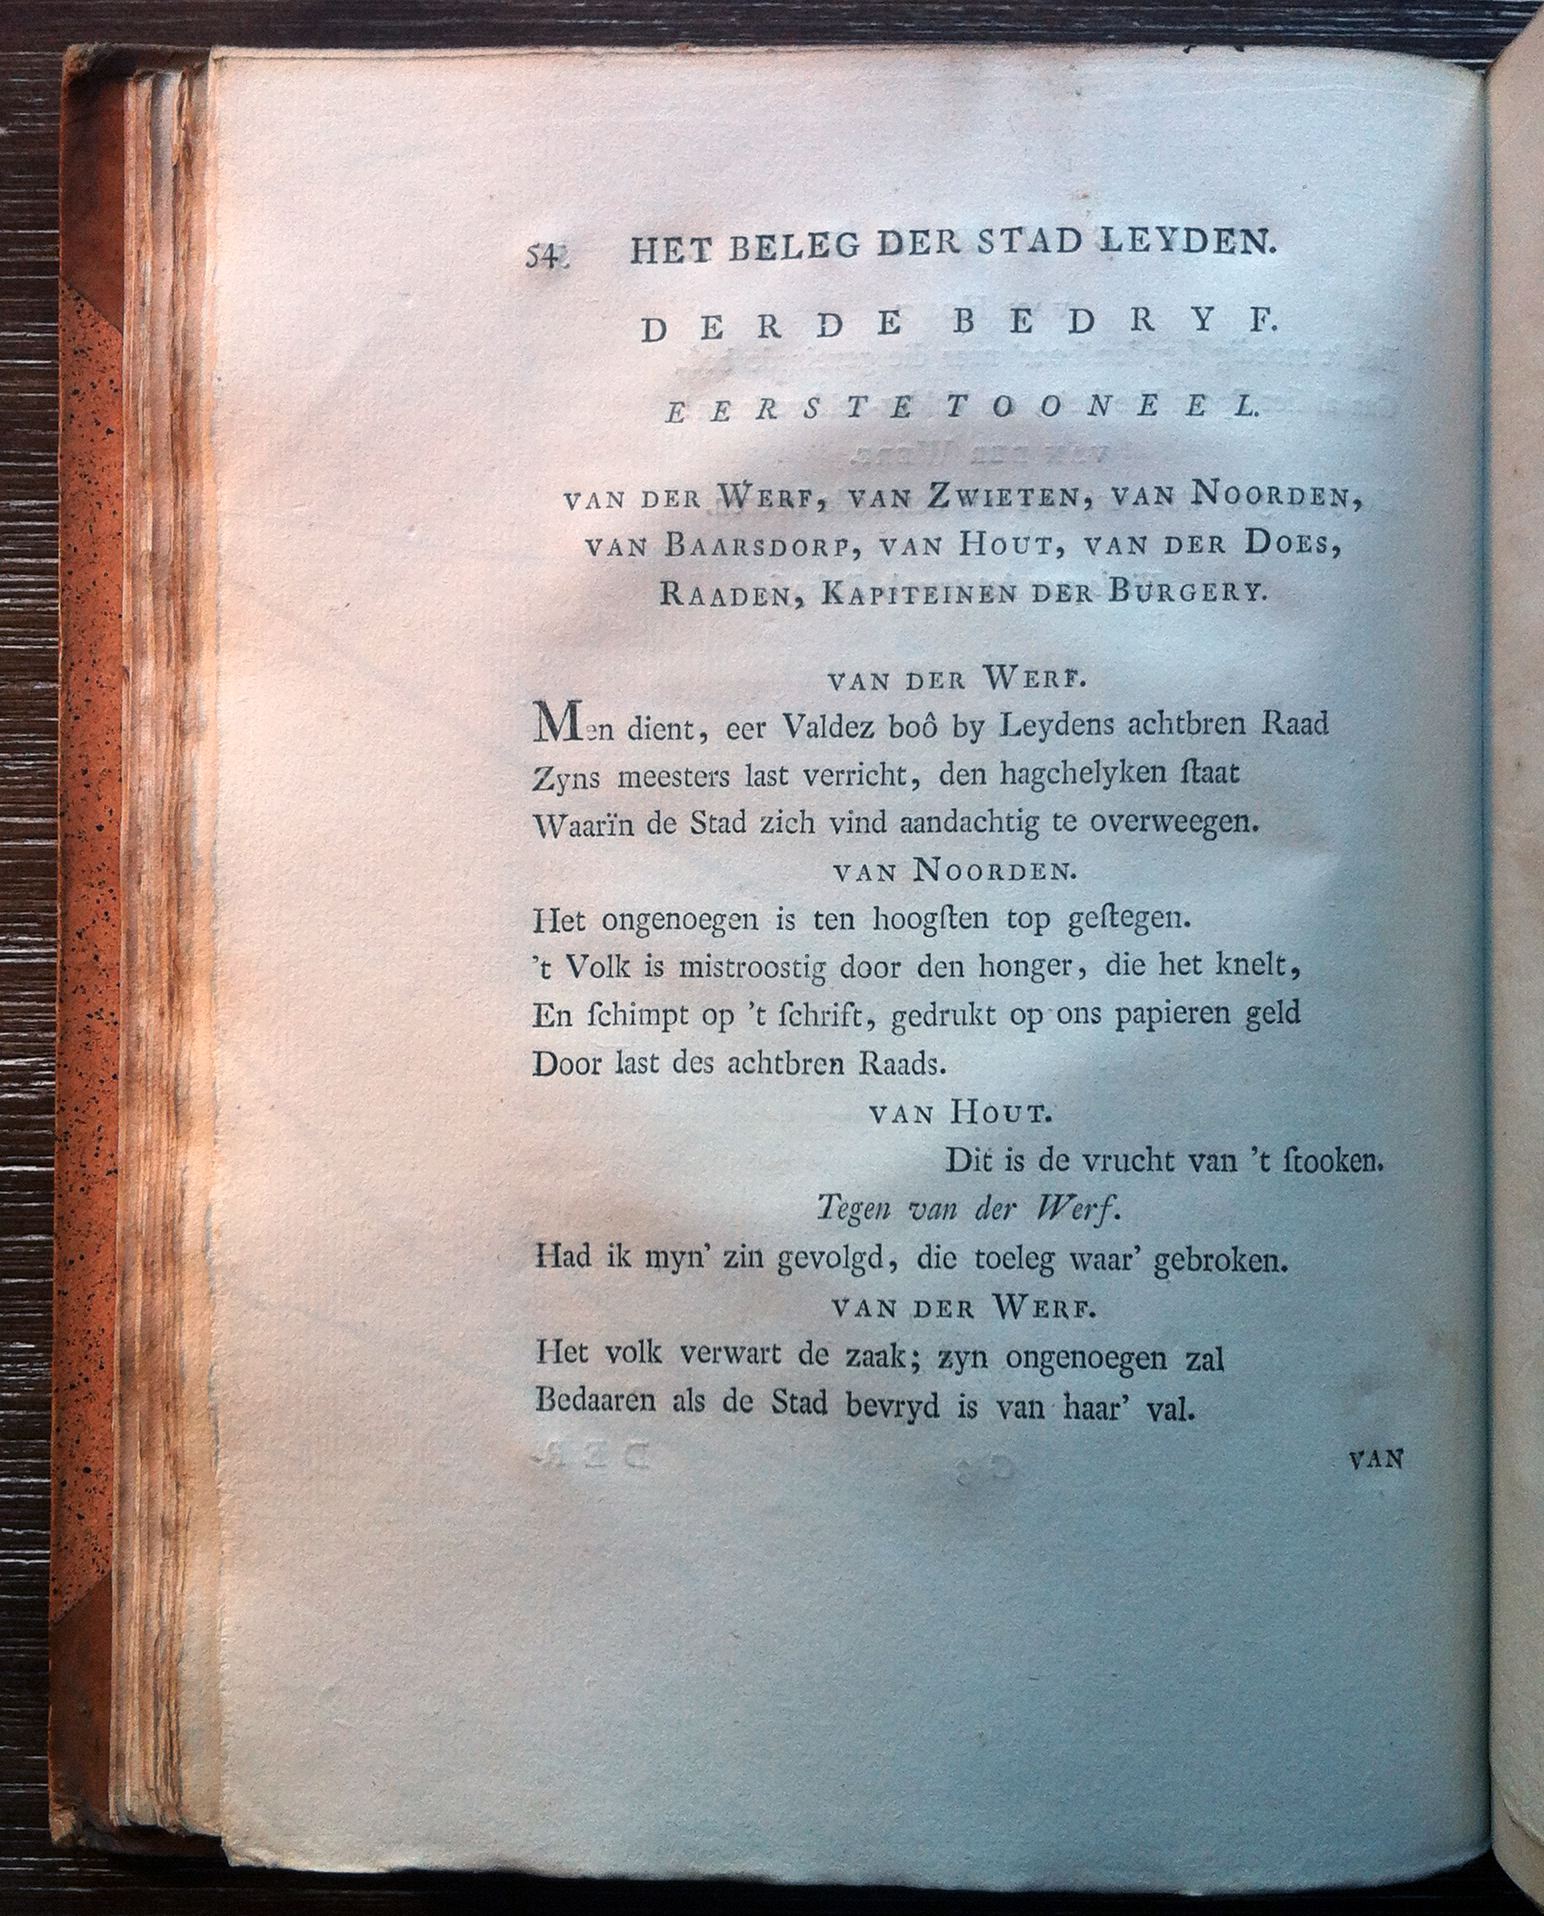 54 HET BELEG DER STAD LEYDEN.
DERDE BEDRYF.
EERSTE TOONEEL.
VAN DER WERF, VAN ZWIETEN, VAN NOORDEN,
VAN BAARSDORP, VAN HOUT, VAN DER DOES,
RAADEN, KAPITEINEN DER BURGERY.
VAN DER WERF.
Men dient, eer Valdez boô by Leydens achtbren Raad
Zyns meesters last verricht, den hagchelyken ſtaat
Waarïn de Stad zich vind aandachtig te overweegen.
VAN NOORDEN.
Het ongenoegen is ten hoogſten top geſtegen.
't Volk is mistroostig door den honger, die het knelt,
En ſchimpt op 't ſchrift, gedrukt op ons papieren geld
Door last des achtbren Raads.
VAN HOUT.
Dit is de vrucht van 't ſtooken.
Tegen van der Werf.
Had ik myn' zin gevolgd, die toeleg waar' gebroken.
VAN DER WERF.
Het volk verwart de zaak; zyn ongenoegen zal
Bedaaren als de Stad bevryd is van haar' val.
VAN